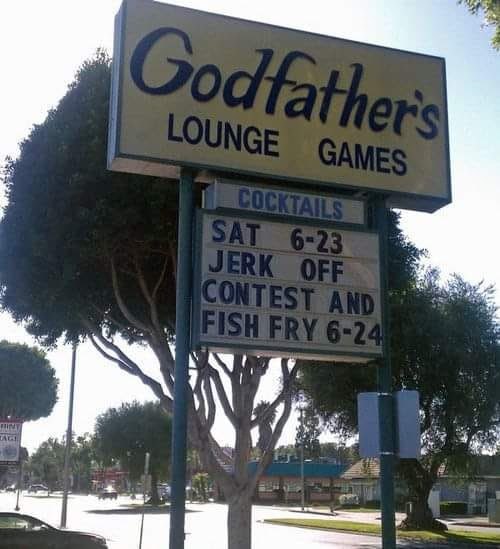 Godfather's
LOUNGE GAMES
COCKTAILS
SAT 6-23
JERK OFF
CONTEST AND
FISH FRY 6-24